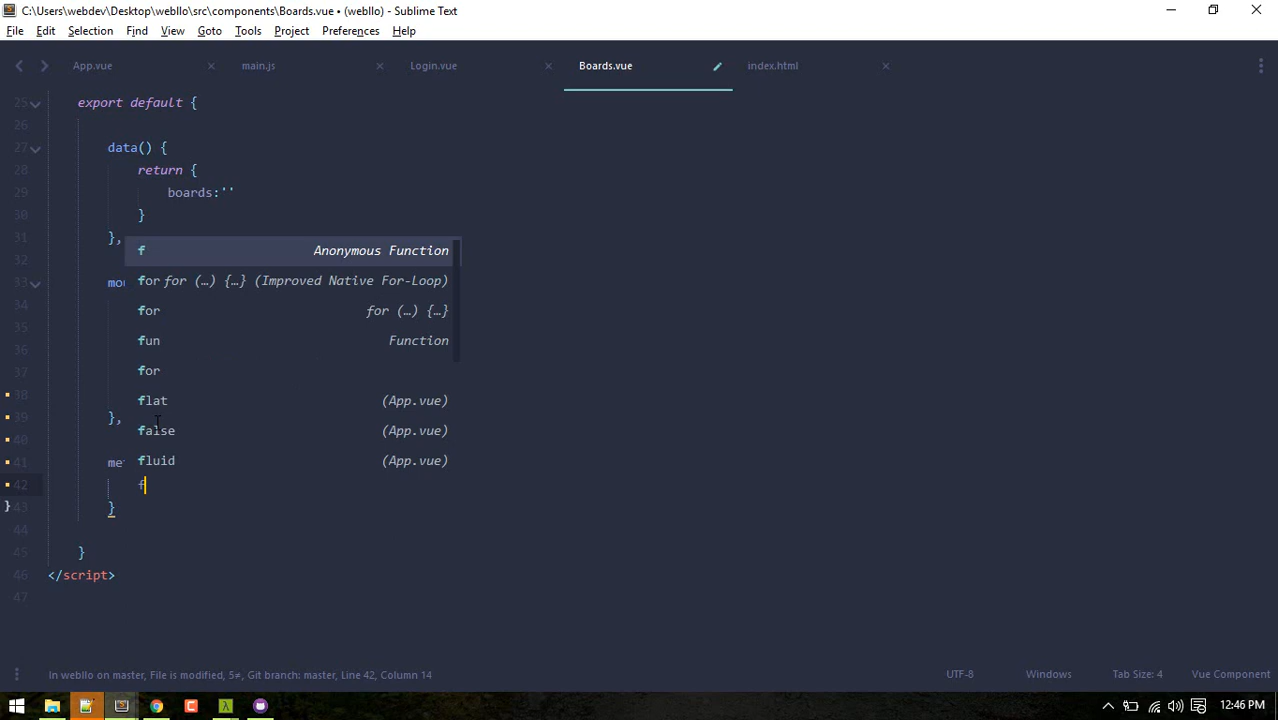 C:\Users\webdev\Desktop\webllo\src\components\Boards.vue • (webllo) - Sublime Text
File Edit Selection Find View Goto Tools Project Preferences Help
App.vue × main.js × Login.vue × Boards.vue index.html ×
25 export default {
26
27 data() {
28 return {
29 boards:''
30 }
31 },
f Anonymous Function
32
for for (…) {…} (Improved Native For-Loop)
33 mou
34
for for (…) {…}
35
fun Function
36
for
38
flat (App.vue)
39 },
false (App.vue)
40
41 met
fluid (App.vue)
42 f
} 43 }
44
45 }
46 </script>
47
In webllo on master, File is modified, 5≠, Git branch: master, Line 42, Column 14 UTF-8 Windows Tab Size: 4 Vue Component
12:46 PM